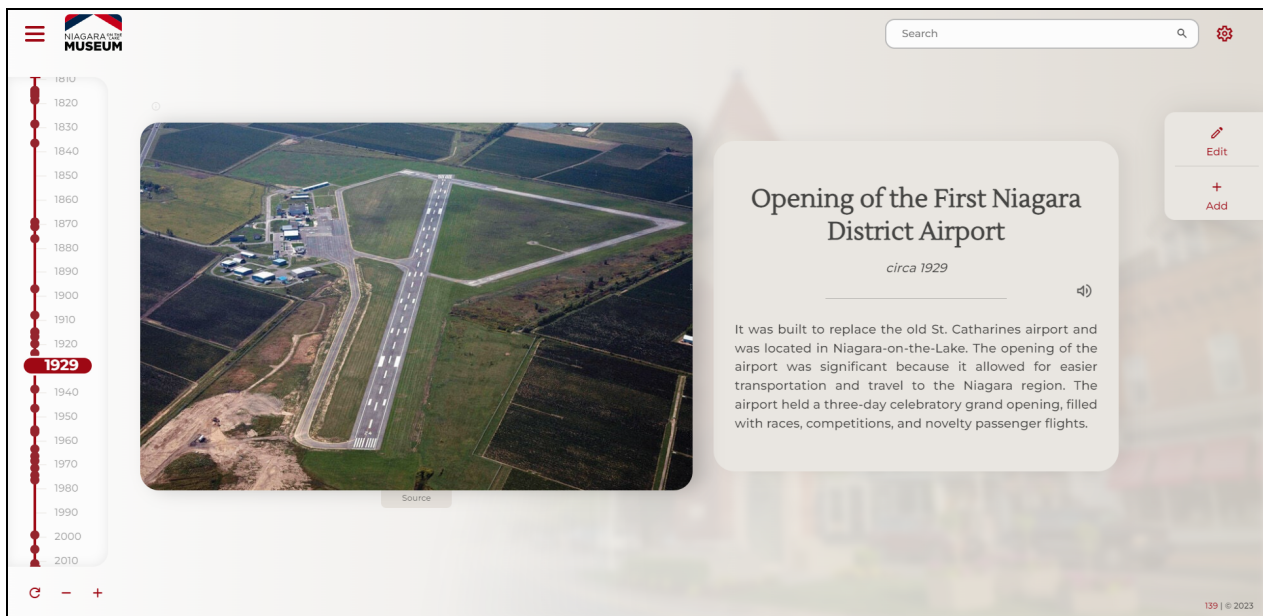 NIAGARA ON THE LAKE
MUSEUM
Search
1810
1820
1830
1840
1850
1860
1870
1880
1890
1900
1910
1920
1929
1940
1950
1960
1970
1980
1990
2000
2010
Source
Opening of the First Niagara
District Airport
circa 1929
It was built to replace the old St. Catharines airport and
was located in Niagara-on-the-Lake. The opening of the
airport was significant because it allowed for easier
transportation and travel to the Niagara region. The
airport held a three-day celebratory grand opening, filled
with races, competitions, and novelty passenger flights.
Edit
Add
139 | © 2023